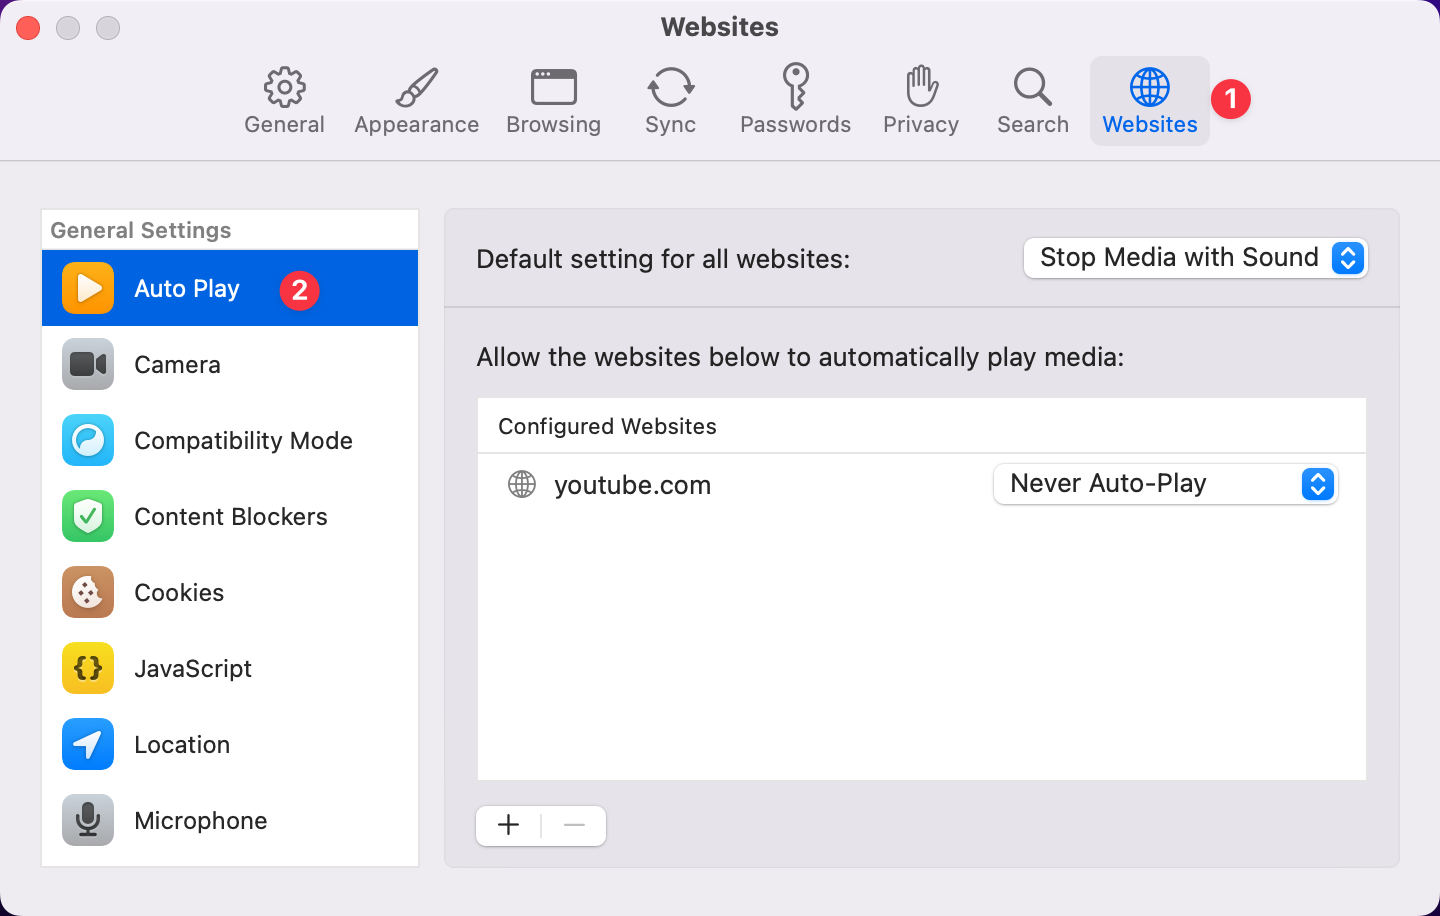 Websites
General
Appearance
Browsing
Sync
Passwords
Privacy
Search
Websites
1
General Settings
Auto Play
2
Camera
Compatibility Mode
Content Blockers
Cookies
JavaScript
Location
Microphone
Default setting for all websites:
Stop Media with Sound
Allow the websites below to automatically play media:
Configured Websites
youtube.com
Never Auto-Play